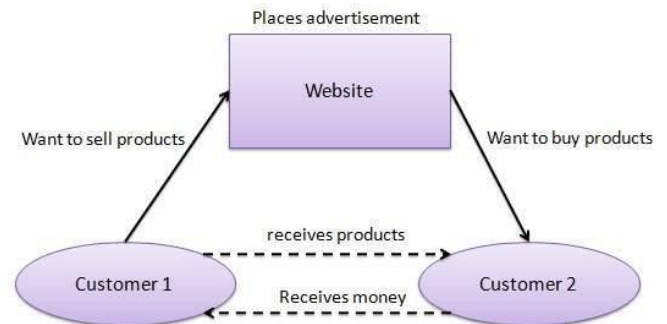 Places advertisement
Website
Want to sell products
Want to buy products
receives products
Customer 1
Customer 2
Receives money